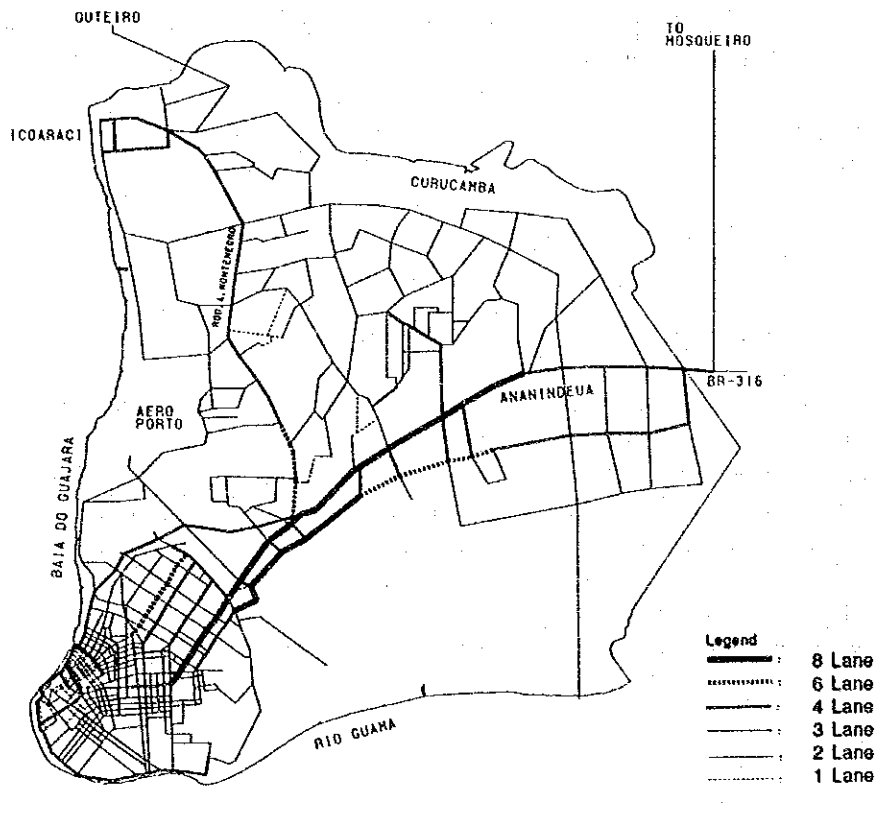 OUTEIRO
TO
MOSQUEIRO
ICOARACI
CURUCAMBA
ROD. A. MONTENEGRO
BR-316
ANANINDEUA
AERO
PORTO
BAIA DO GUAJARA
RIO GUAMA
Legend
: 8 Lane
: 6 Lane
: 4 Lane
: 3 Lane
: 2 Lane
: 1 Lane